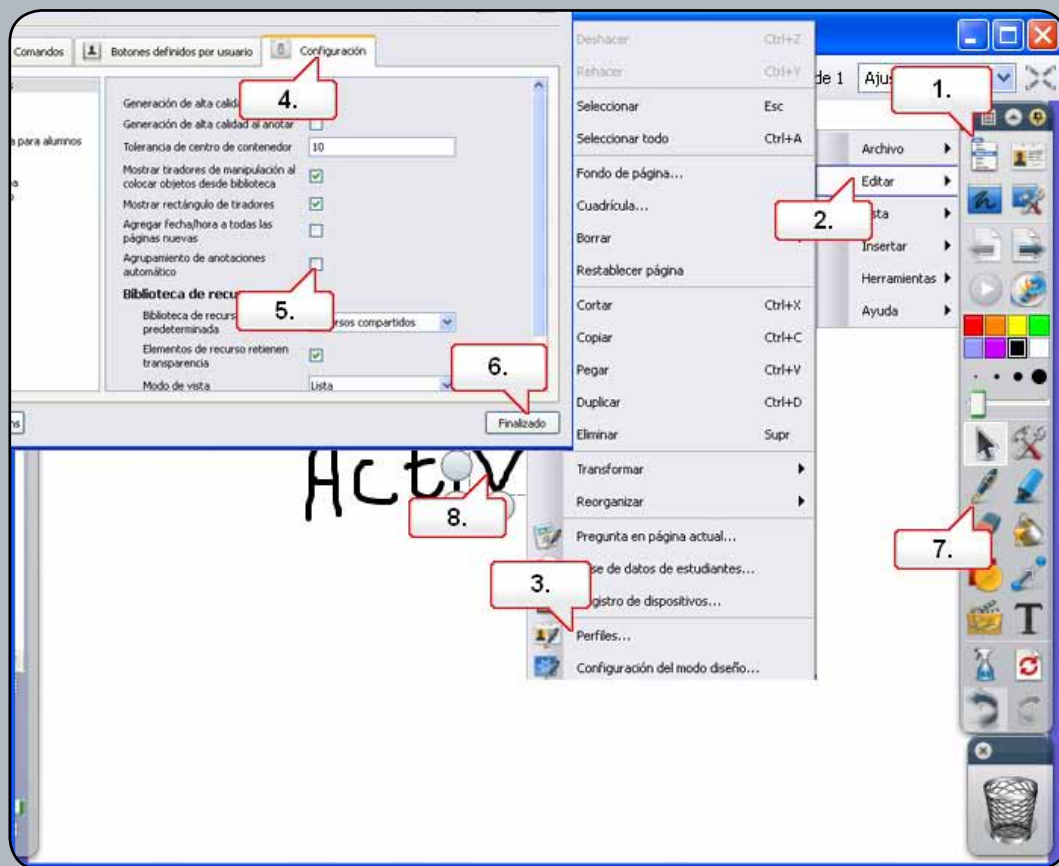 Comandos
Botones definidos por usuario
Configuración
4.
Generación de alta calid
Generación de alta calidad al anotar
Tolerancia de centro de contenedor
10
Mostrar tiradores de manipulación al
colocar objetos desde biblioteca
Mostrar rectángulo de tiradores
Agregar fecha/hora a todas las
páginas nuevas
Agrupamiento de anotaciones
automático
5.
Biblioteca de recu
Biblioteca de recurs
predeterminada
rsos compartidos
Elementos de recurso retienen
transparencia
Modo de vista
Lista
6.
Finalizado
a para alumnos
Deshacer Ctrl+Z
Rehacer Ctrl+Y
Seleccionar Esc
Seleccionar todo Ctrl+A
Fondo de página...
Cuadrícula...
Borrar
Restablecer página
Cortar Ctrl+X
Copiar Ctrl+C
Pegar Ctrl+V
Duplicar Ctrl+D
Eliminar Supr
Transformar
Reorganizar
Pregunta en página actual...
se de datos de estudiantes...
gistro de dispositivos...
3.
Perfiles...
Configuración del modo diseño...
Activ
8.
de 1
Ajus
1.
Archivo
Editar
2.
sta
Insertar
Herramientas
Ayuda
7.
T